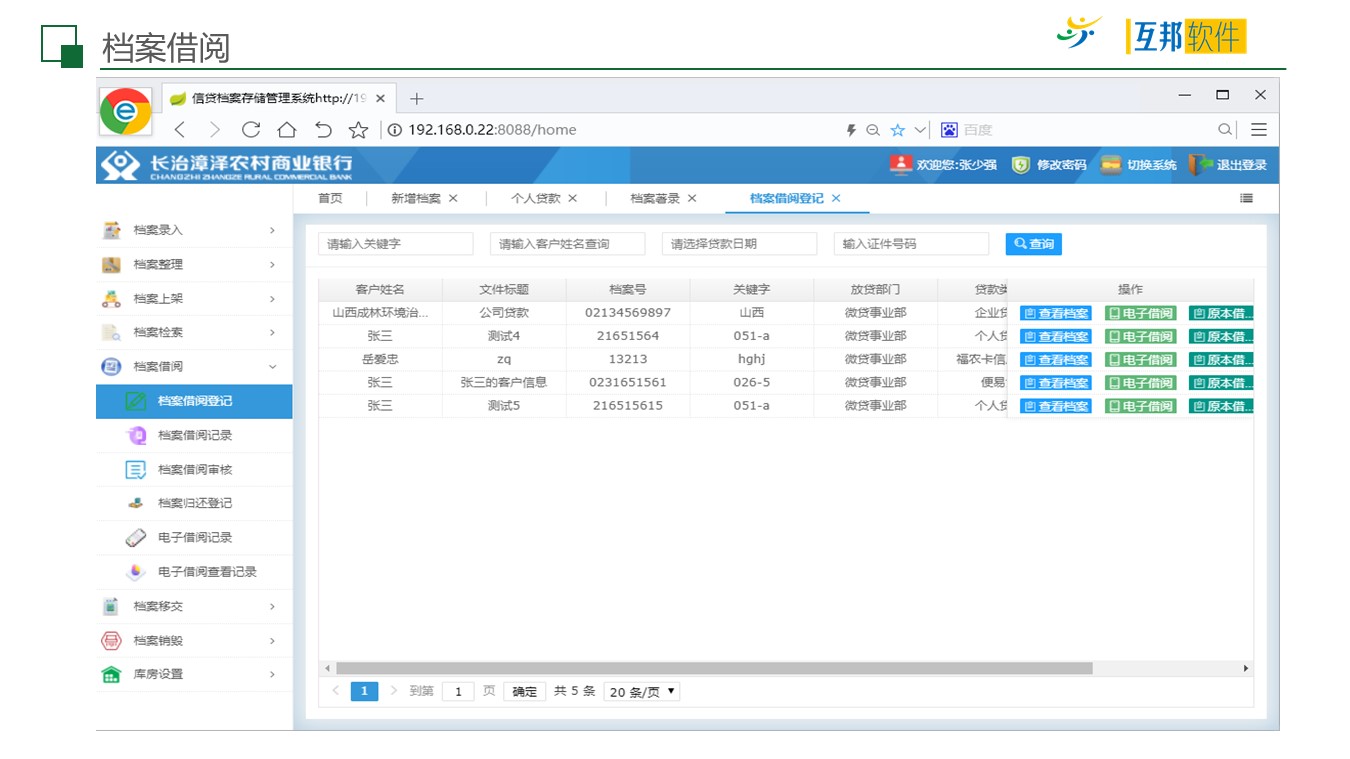 档案借阅
互邦软件
信贷档案存储管理系统http://19
192.168.0.22:8088/home
百度
长治漳泽农村商业银行
CHANGZHI ZHANGZE RURAL COMMERCIAL BANK
欢迎您:张少强 修改密码 切换系统 退出登录
首页 新增档案 个人贷款 档案著录 档案借阅登记
档案录入
档案整理
档案上架
档案检索
档案借阅
档案借阅登记
档案借阅记录
档案借阅审核
档案归还登记
电子借阅记录
电子借阅查看记录
档案移交
档案销毁
库房设置
请输入关键字 请输入客户姓名查询 请选择贷款日期 输入证件号码 查询
客户姓名 文件标题 档案号 关键字 放贷部门 贷款类 操作
山西成林环境治... 公司贷款 02134569897 山西 微贷事业部 企业贷 查看档案 电子借阅 原本借...
张三 测试4 21651564 051-a 微贷事业部 个人贷 查看档案 电子借阅 原本借...
岳爱忠 zq 13213 hghj 微贷事业部 福农卡信 查看档案 电子借阅 原本借...
张三 张三的客户信息 0231651561 026-5 微贷事业部 便易 查看档案 电子借阅 原本借...
张三 测试5 216515615 051-a 微贷事业部 个人贷 查看档案 电子借阅 原本借...
1 到第 1 页 确定 共 5 条 20 条/页